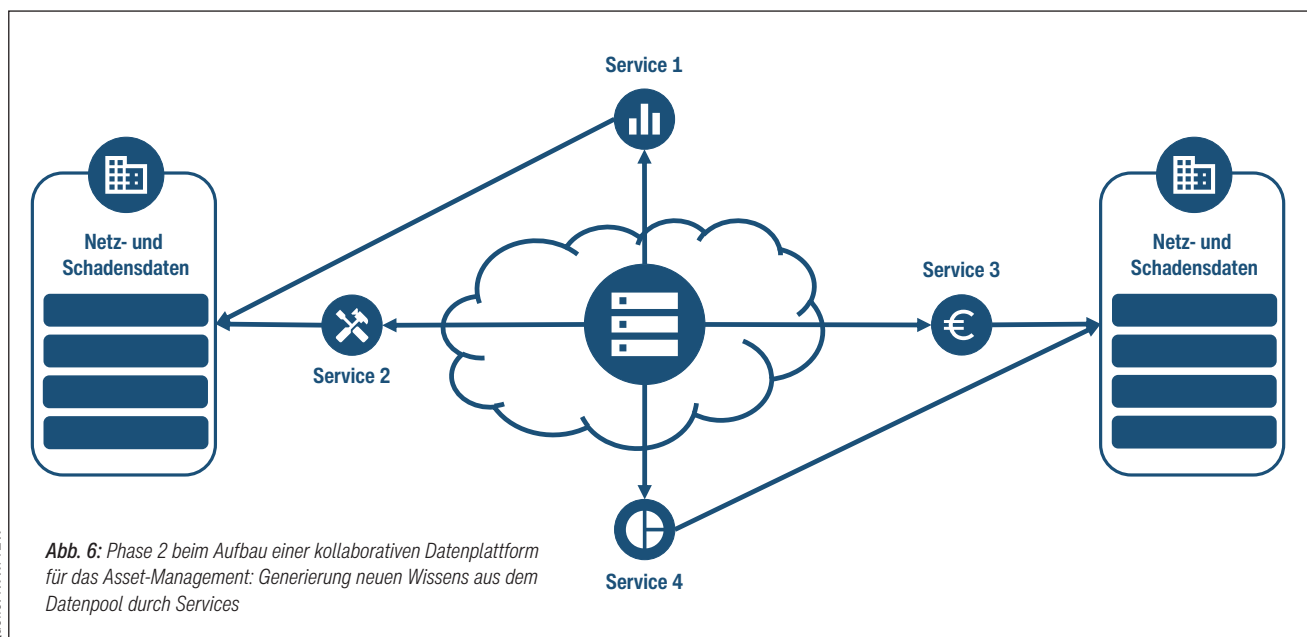 Service 1
Netz- und
Schadensdaten
Netz- und
Schadensdaten
Service 3
€
Service 2
Service 4
Abb. 6: Phase 2 beim Aufbau einer kollaborativen Datenplattform
für das Asset-Management: Generierung neuen Wissens aus dem
Datenpool durch Services